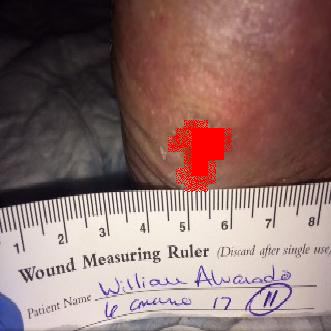 1 2 3 4 5 6 7 8
Wound Measuring Ruler (Discard after single use
Patient Name William Alvarado
17 11